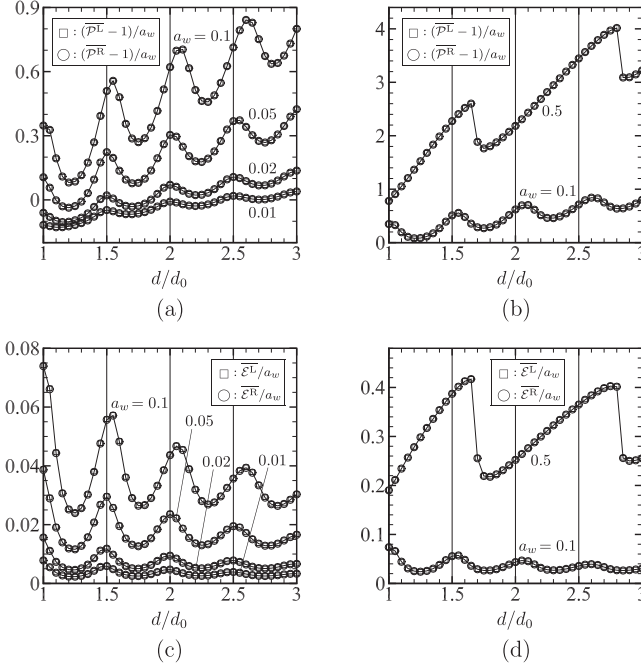 0.9
0.6
0.3
0
□ : (P̅ᴸ − 1)/a_w
○ : (P̅ᴿ − 1)/a_w
a_w = 0.1
0.05
0.02
0.01
1 1.5 2 2.5 3
d/d₀
(a)
5
4
3
2
1
0
□ : (P̅ᴸ − 1)/a_w
○ : (P̅ᴿ − 1)/a_w
0.5
a_w = 0.1
1 1.5 2 2.5 3
d/d₀
(b)
0.08
0.06
0.04
0.02
0
□ : ℰ̅ᴸ/a_w
○ : ℰ̅ᴿ/a_w
a_w = 0.1
0.05
0.02
0.01
1 1.5 2 2.5 3
d/d₀
(c)
0.4
0.3
0.2
0.1
0
□ : ℰ̅ᴸ/a_w
○ : ℰ̅ᴿ/a_w
0.5
a_w = 0.1
1 1.5 2 2.5 3
d/d₀
(d)